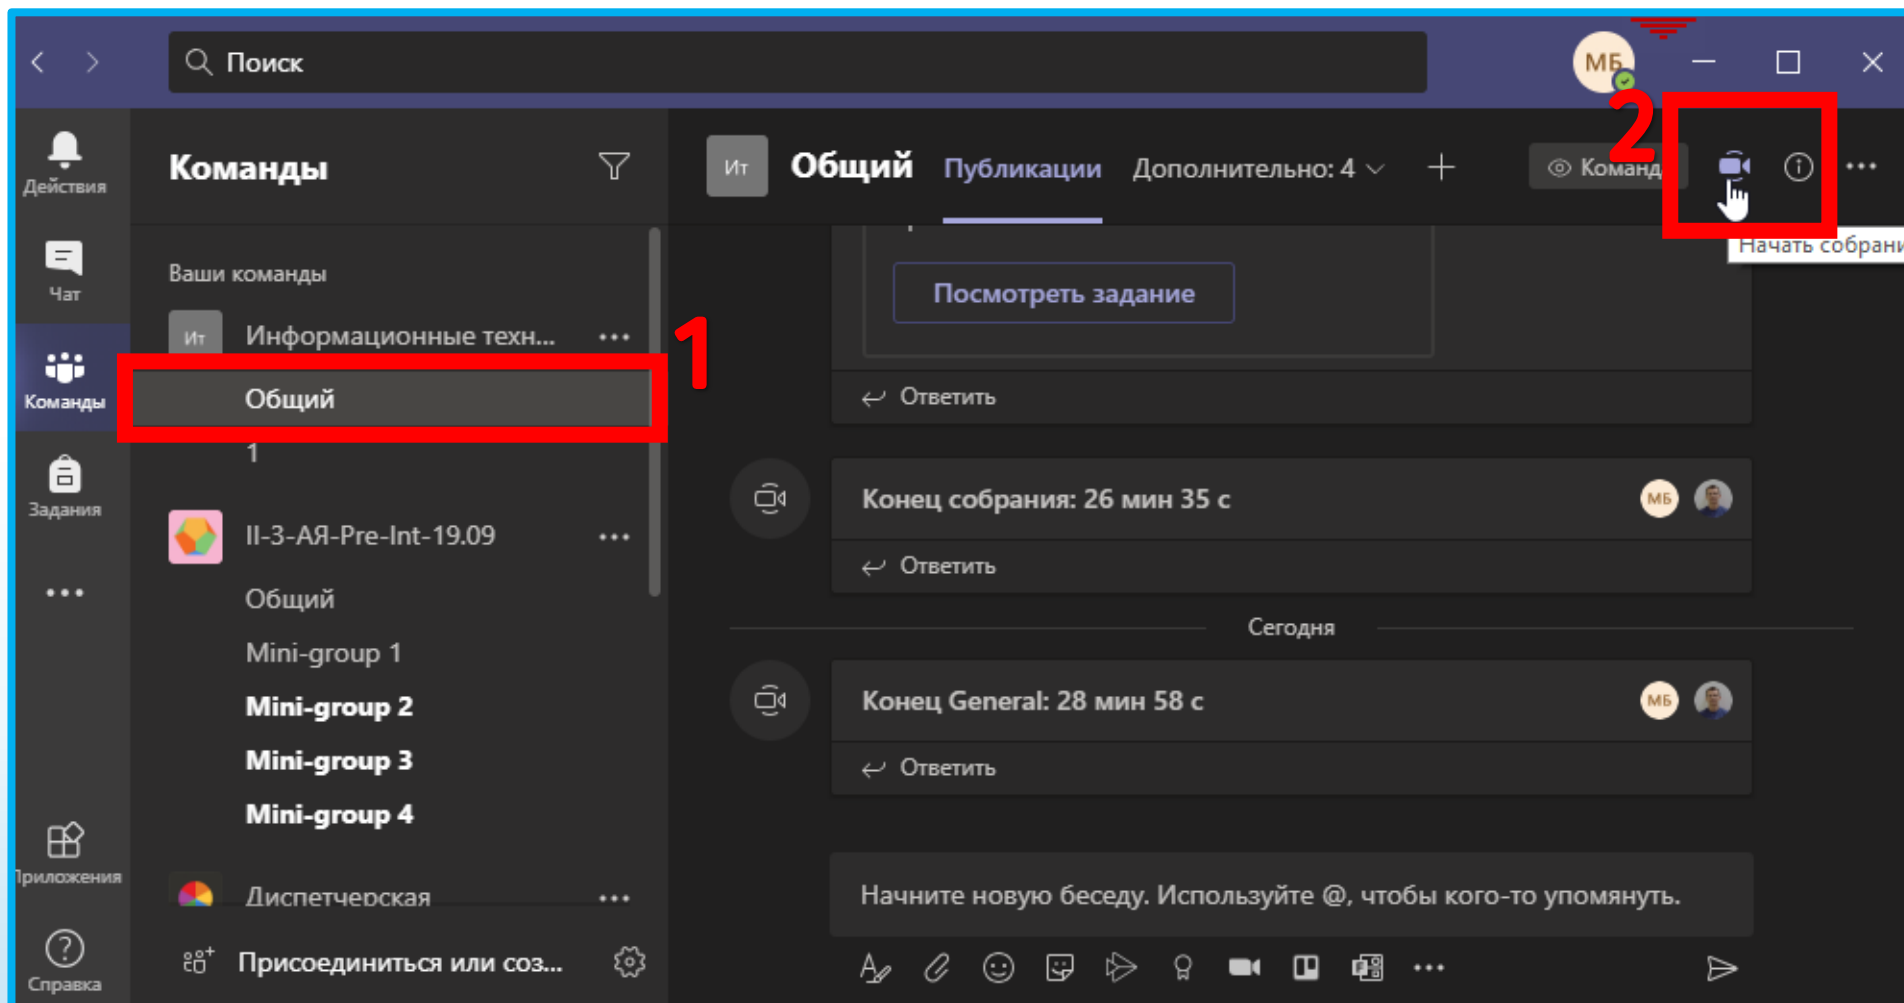 Поиск
МБ
2
Действия
Чат
Команды
Задания
Приложения
Справка
Команды
Ваши команды
Ит
Информационные техн...
Общий
1
1
II-3-АЯ-Pre-Int-19.09
Общий
Mini-group 1
Mini-group 2
Mini-group 3
Mini-group 4
Диспетчерская
Присоединиться или соз...
Ит
Общий
Публикации
Дополнительно: 4
Команд
Начать собрани
Посмотреть задание
Ответить
Конец собрания: 26 мин 35 с
МБ
Ответить
Сегодня
Конец General: 28 мин 58 с
МБ
Ответить
Начните новую беседу. Используйте @, чтобы кого-то упомянуть.